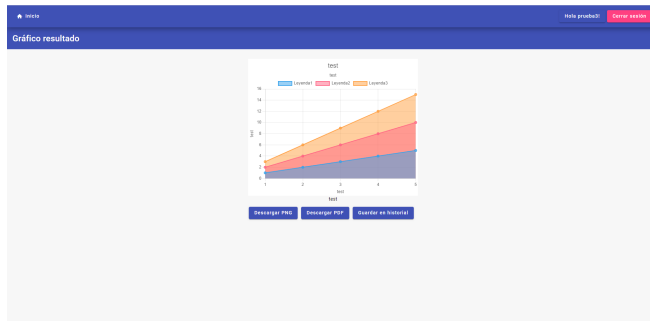 Inicio
Hola prueba3!
Cerrar sesión
Gráfico resultado
test
test
Leyenda1 Leyenda2 Leyenda3
16
14
12
10
8
6
4
2
0
test
1 2 3 4 5
test
test
Descargar PNG Descargar PDF Guardar en historial